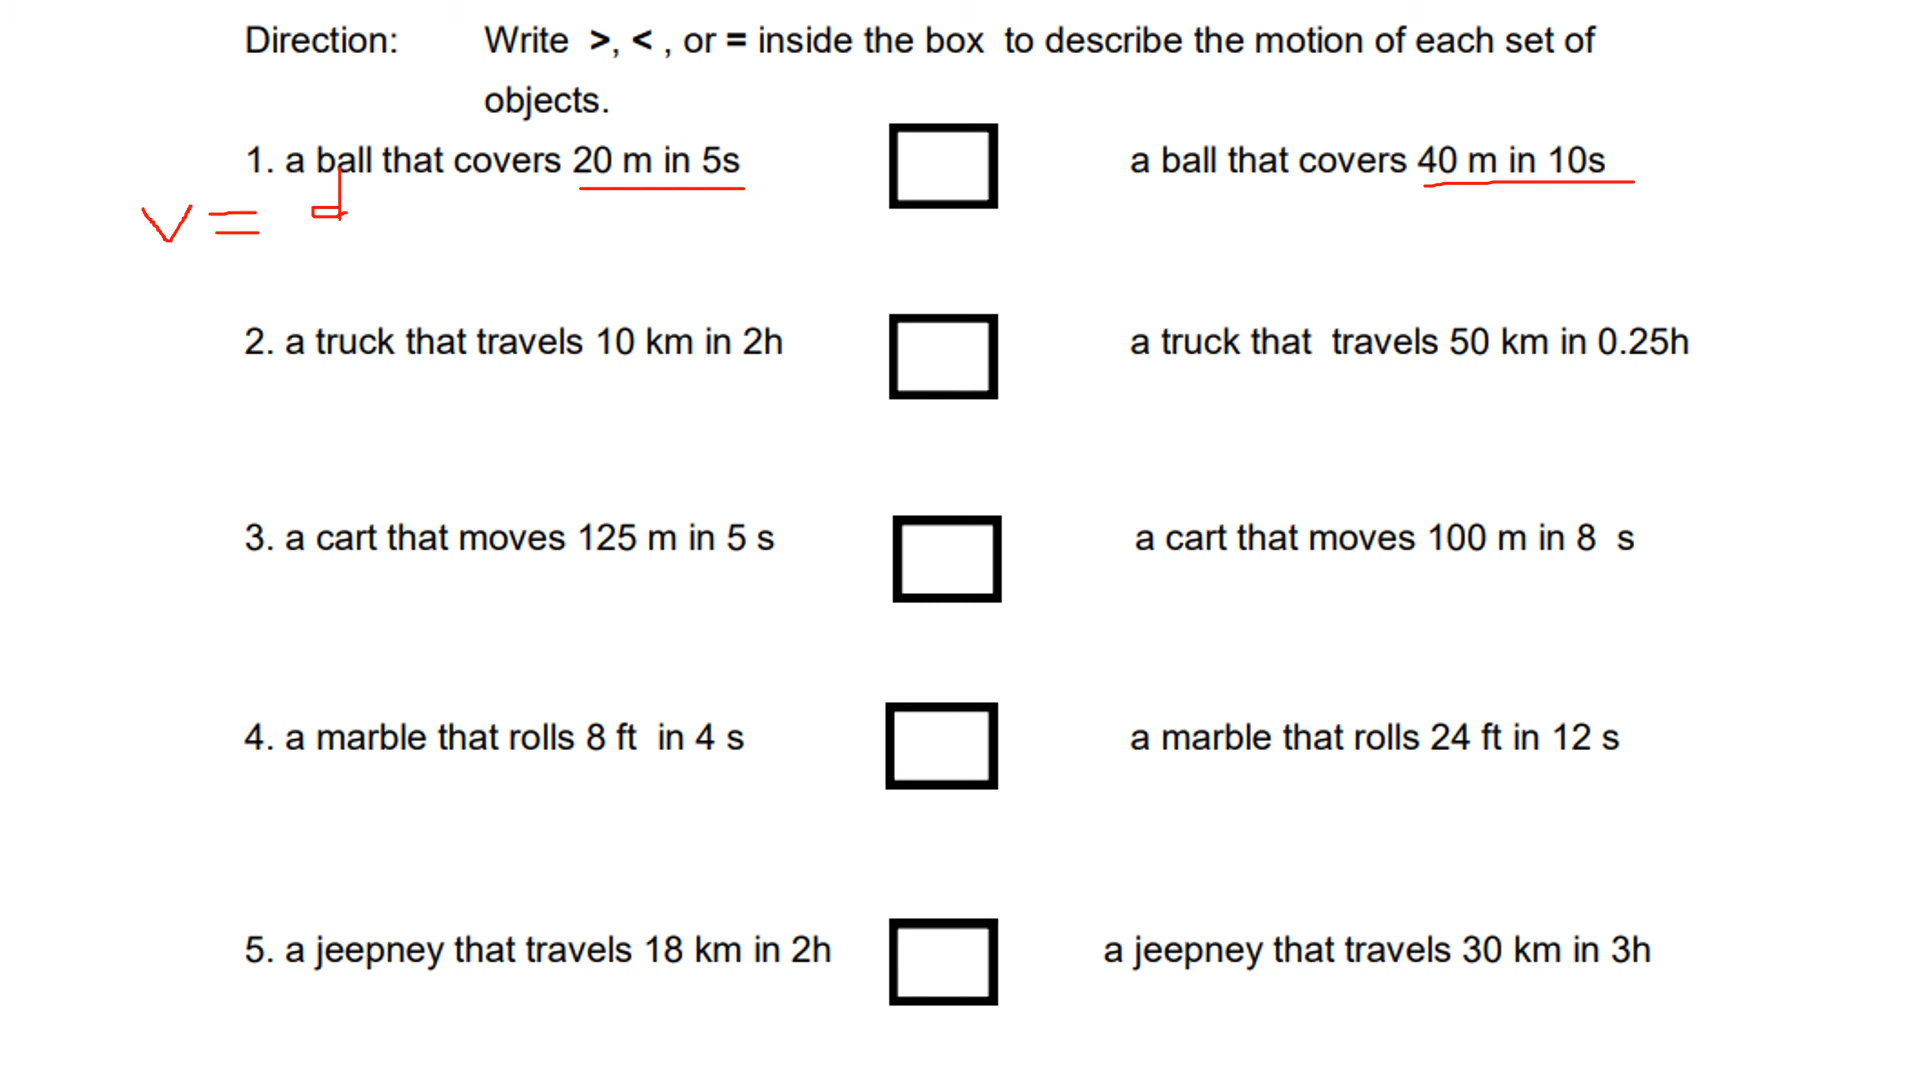 Direction: Write >, < , or = inside the box to describe the motion of each set of
objects.
1. a ball that covers 20 m in 5s a ball that covers 40 m in 10s
V = d
2. a truck that travels 10 km in 2h a truck that travels 50 km in 0.25h
3. a cart that moves 125 m in 5 s a cart that moves 100 m in 8 s
4. a marble that rolls 8 ft in 4 s a marble that rolls 24 ft in 12 s
5. a jeepney that travels 18 km in 2h a jeepney that travels 30 km in 3h